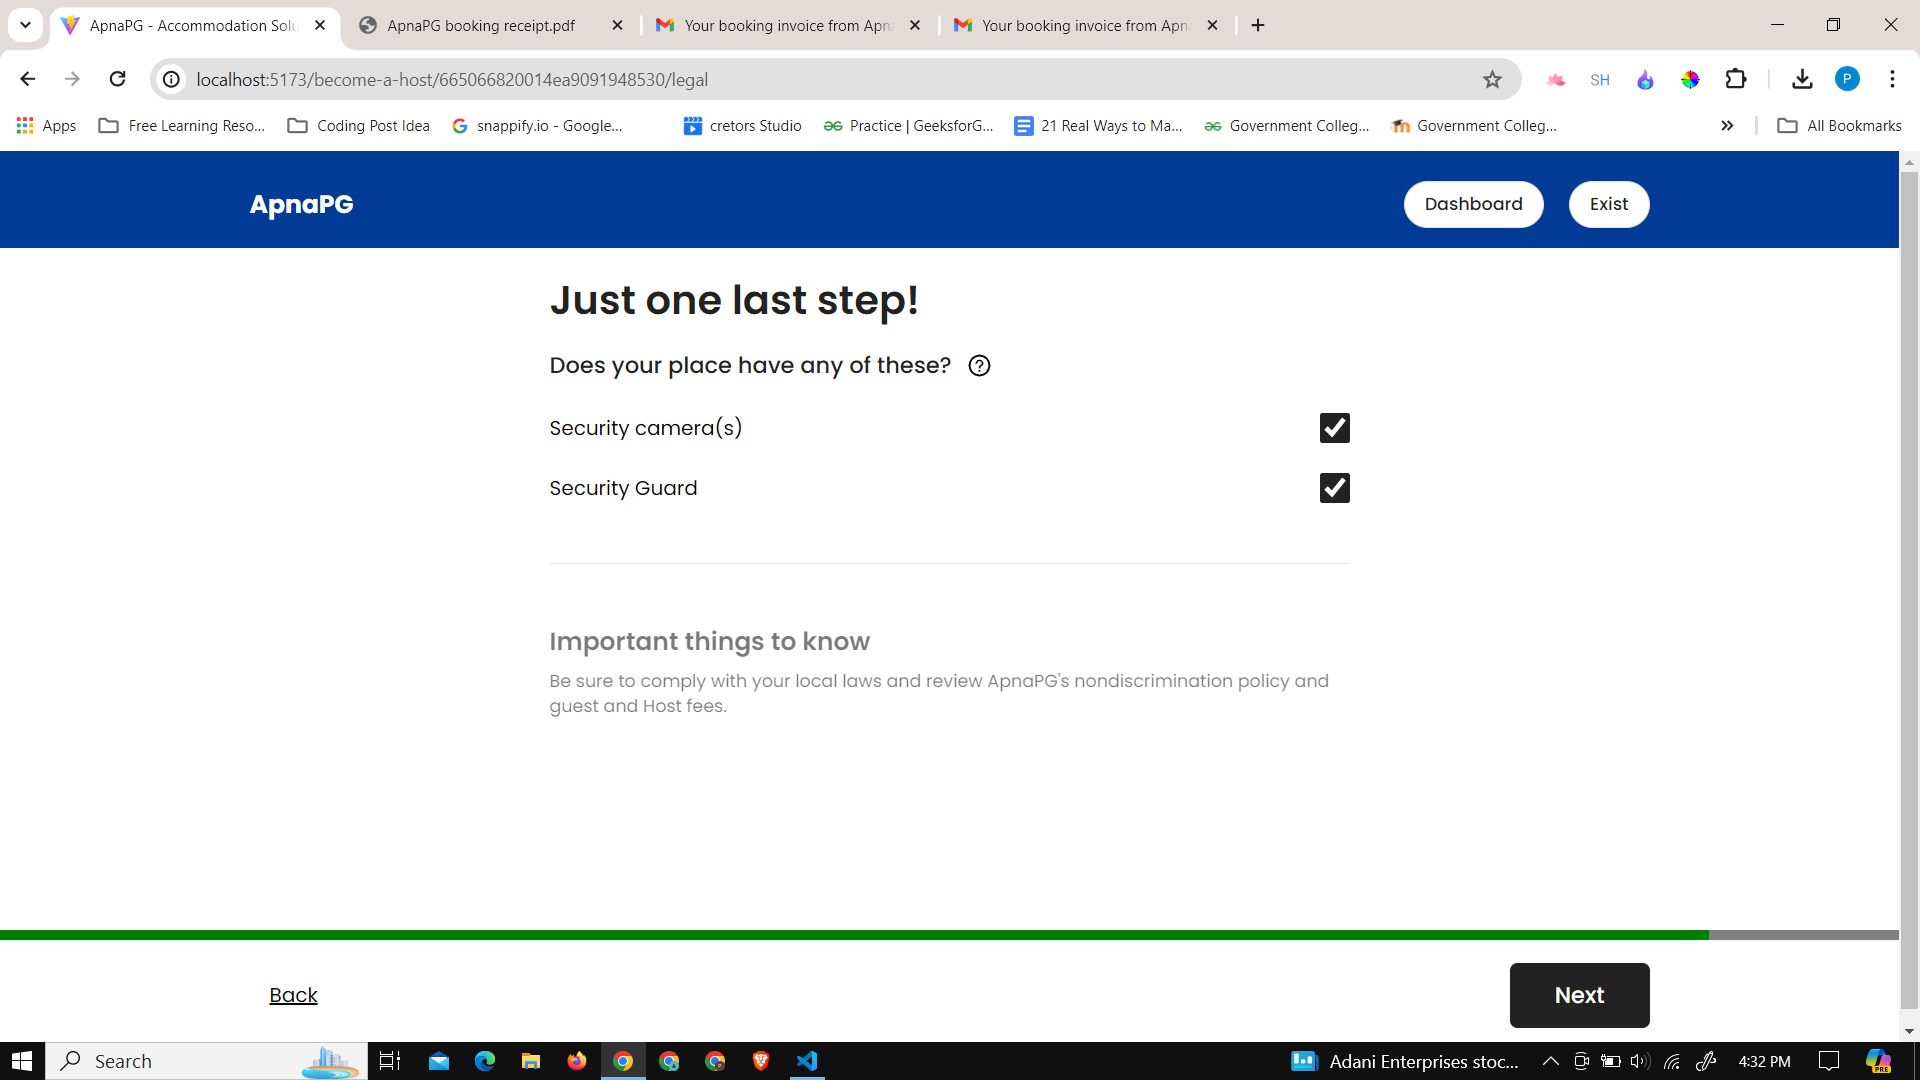 ApnaPG - Accommodation Solu
ApnaPG booking receipt.pdf
Your booking invoice from Apn
Your booking invoice from Apn
localhost:5173/become-a-host/665066820014ea9091948530/legal
SH
P
Apps
Free Learning Reso...
Coding Post Idea
snappify.io - Google...
cretors Studio
Practice | GeeksforG...
21 Real Ways to Ma...
Government Colleg...
Government Colleg...
All Bookmarks
ApnaPG
Dashboard
Exist
Just one last step!
Does your place have any of these?
Security camera(s)
Security Guard
Important things to know
Be sure to comply with your local laws and review ApnaPG's nondiscrimination policy and
guest and Host fees.
Back
Next
Search
Adani Enterprises stoc...
4:32 PM
PRE